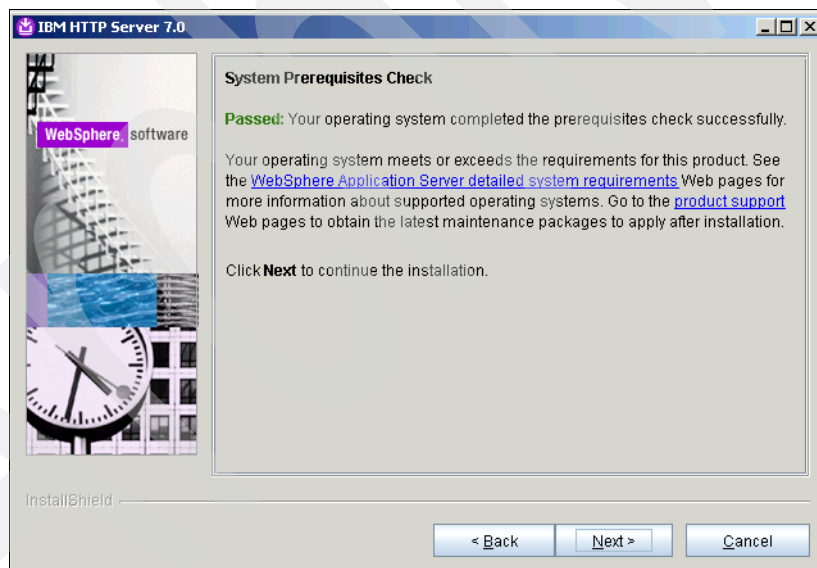 IBM HTTP Server 7.0
WebSphere. software
System Prerequisites Check
Passed: Your operating system completed the prerequisites check successfully.
Your operating system meets or exceeds the requirements for this product. See
the WebSphere Application Server detailed system requirements Web pages for
more information about supported operating systems. Go to the product support
Web pages to obtain the latest maintenance packages to apply after installation.
Click Next to continue the installation.
InstallShield
< Back
Next >
Cancel